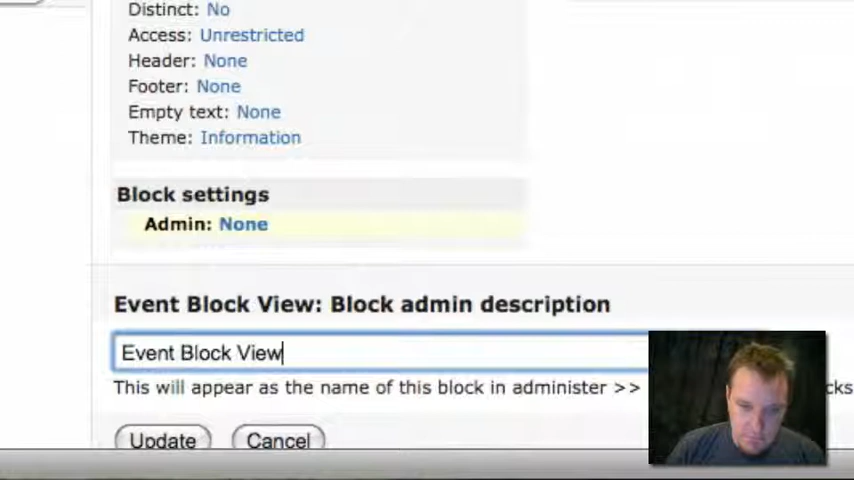 Distinct: No
Access: Unrestricted
Header: None
Footer: None
Empty text: None
Theme: Information
Block settings
Admin: None
Event Block View: Block admin description
Event Block View
This will appear as the name of this block in administer >>
Update Cancel